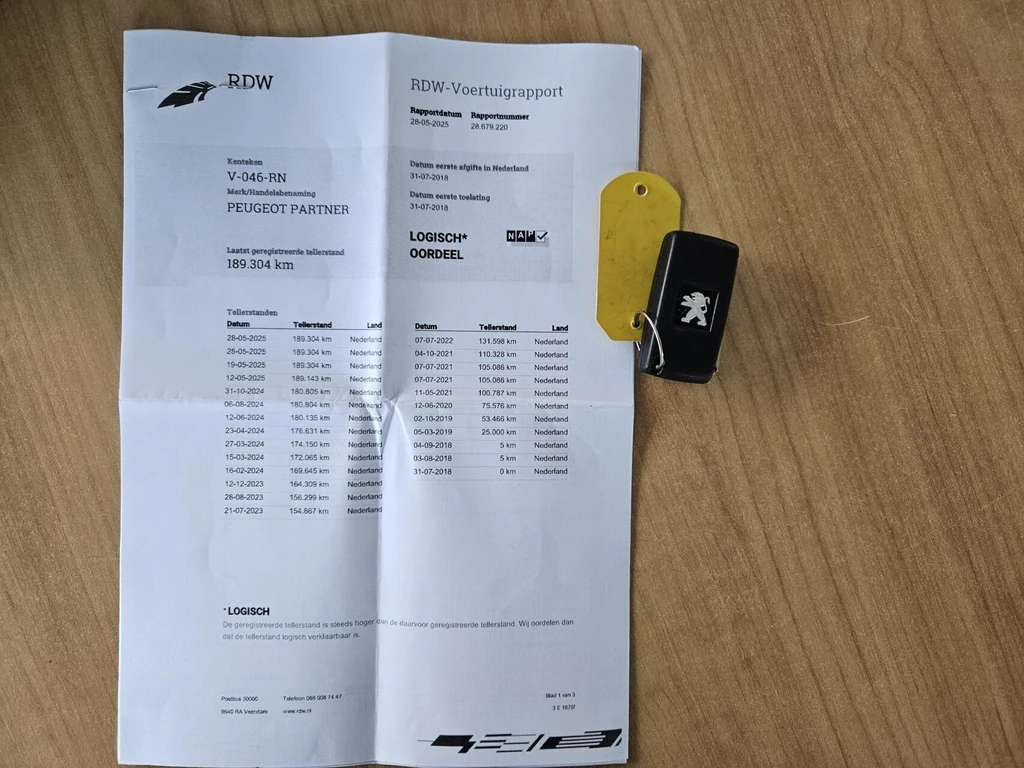 RDW
RDW-Voertuigrapport
Rapportdatum Rapportnummer
28-05-2025 28.679.220
Kenteken
V-046-RN
Merk/Handelsbenaming
PEUGEOT PARTNER
Laatst geregistreerde tellerstand
189.304 km
Datum eerste afgifte in Nederland
31-07-2018
Datum eerste toelating
31-07-2018
LOGISCH*
OORDEEL
NAP
Tellerstanden
Datum Tellerstand Land
28-05-2025 189.304 km Nederland
28-05-2025 189.304 km Nederland
19-05-2025 189.304 km Nederland
12-05-2025 189.143 km Nederland
31-10-2024 180.805 km Nederland
06-08-2024 180.804 km Nederland
12-06-2024 180.135 km Nederland
23-04-2024 176.631 km Nederland
27-03-2024 174.150 km Nederland
15-03-2024 172.065 km Nederland
16-02-2024 169.645 km Nederland
12-12-2023 164.309 km Nederland
28-08-2023 156.299 km Nederland
21-07-2023 154.867 km Nederland
Datum Tellerstand Land
07-07-2022 131.598 km Nederland
04-10-2021 110.328 km Nederland
07-07-2021 105.086 km Nederland
07-07-2021 105.086 km Nederland
11-05-2021 100.787 km Nederland
12-06-2020 75.576 km Nederland
02-10-2019 53.466 km Nederland
05-03-2019 25.000 km Nederland
04-09-2018 5 km Nederland
03-08-2018 5 km Nederland
31-07-2018 0 km Nederland
* LOGISCH
De geregistreerde tellerstand is steeds hoger dan de daarvoor geregistreerde tellerstand. Wij oordelen dan
dat de tellerstand logisch verklaarbaar is.
Postbus 30000 Telefoon 088 008 74 47
9640 RA Veendam www.rdw.nl
Blad 1 van 3